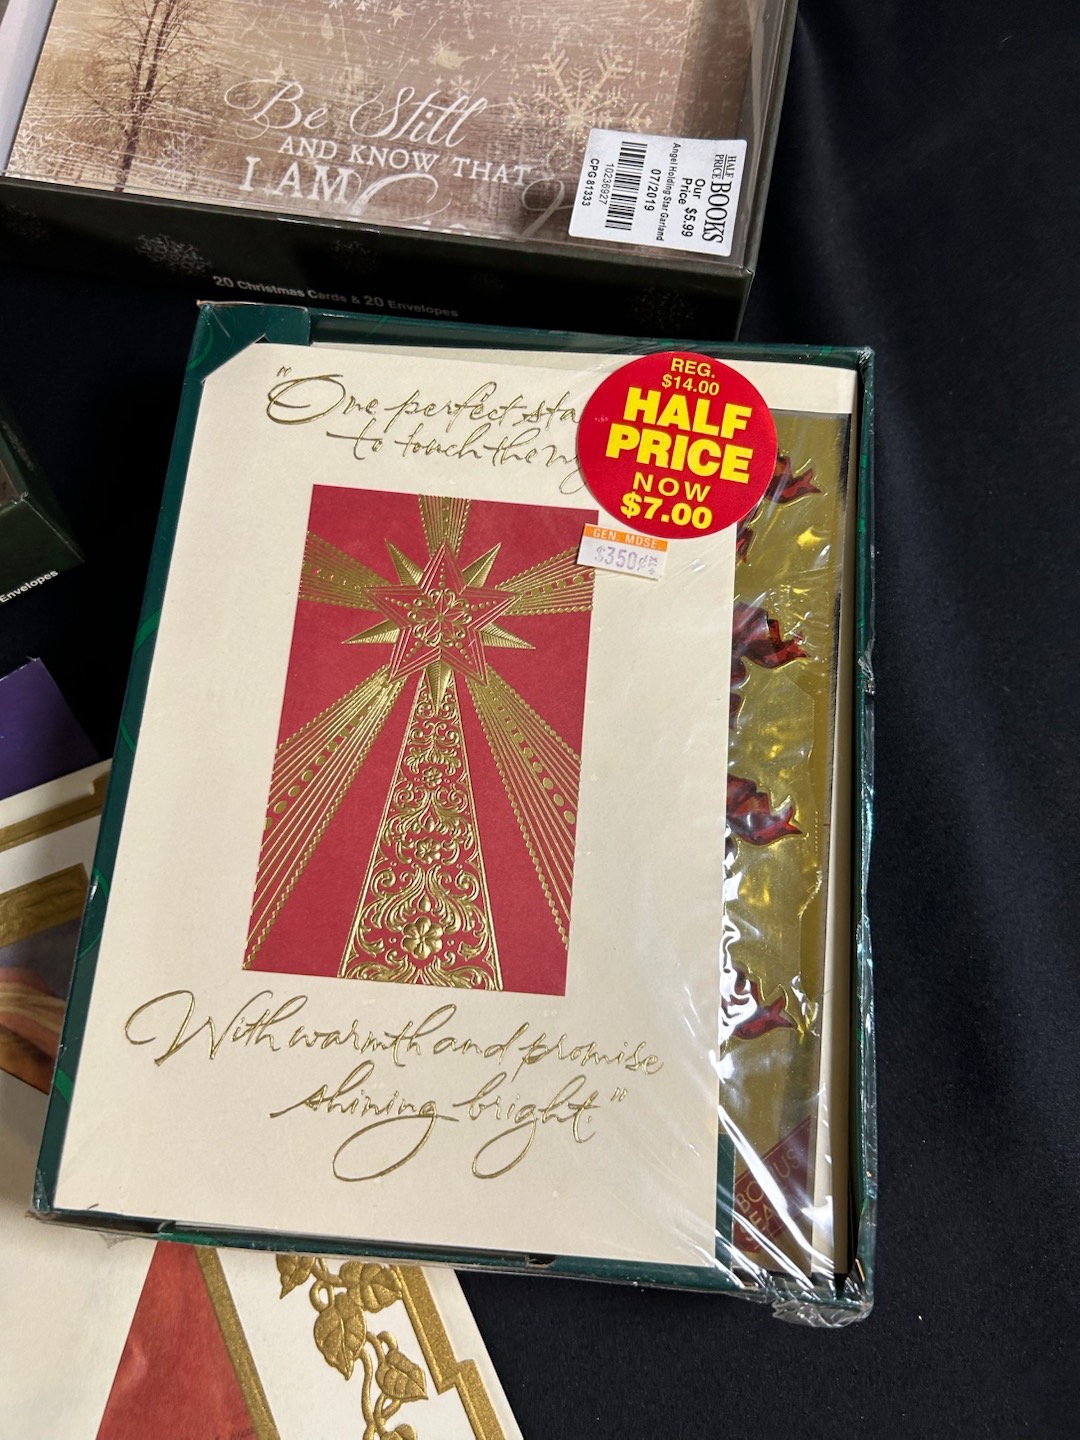 Be Still
AND KNOW THAT
I AM
HALF
PRICE BOOKS
Our
Price $5.99
Angel Holding Star Garland
07/2019
10236927
CPG 81333
20 Christmas Cards & 20 Envelopes
Envelopes
"One perfect sta
to touch the
REG.
$14.00
HALF
PRICE
NOW
$7.00
GEN. MDSE.
$350¢
With warmth and promise
shining bright."
BONUS